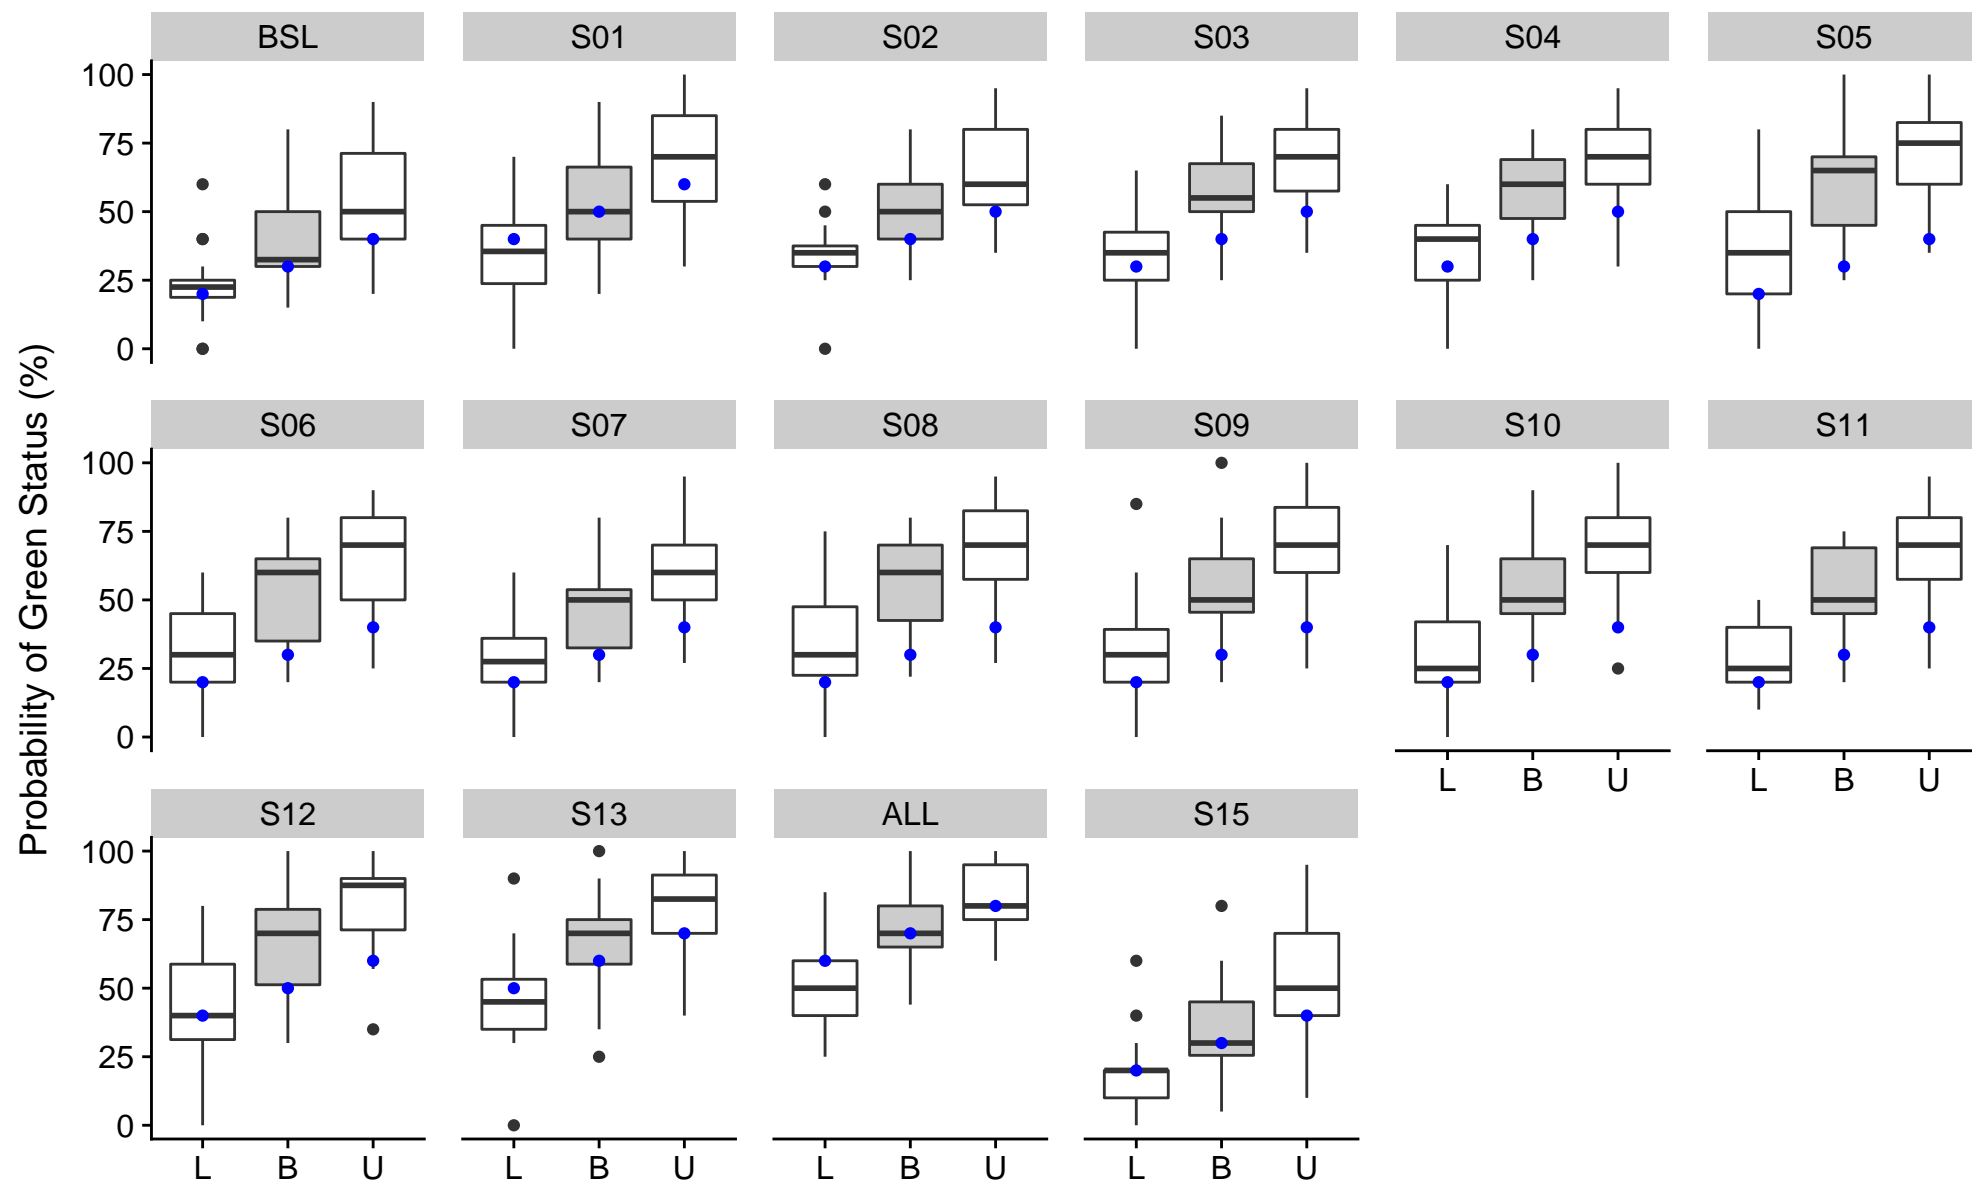 BSL S01 S02 S03 S04 S05
100
75
50
25
0
Probability of Green Status (%)
S06 S07 S08 S09 S10 S11
100
75
50
25
0
L B U L B U
S12 S13 ALL S15
100
75
50
25
0
L B U L B U L B U L B U